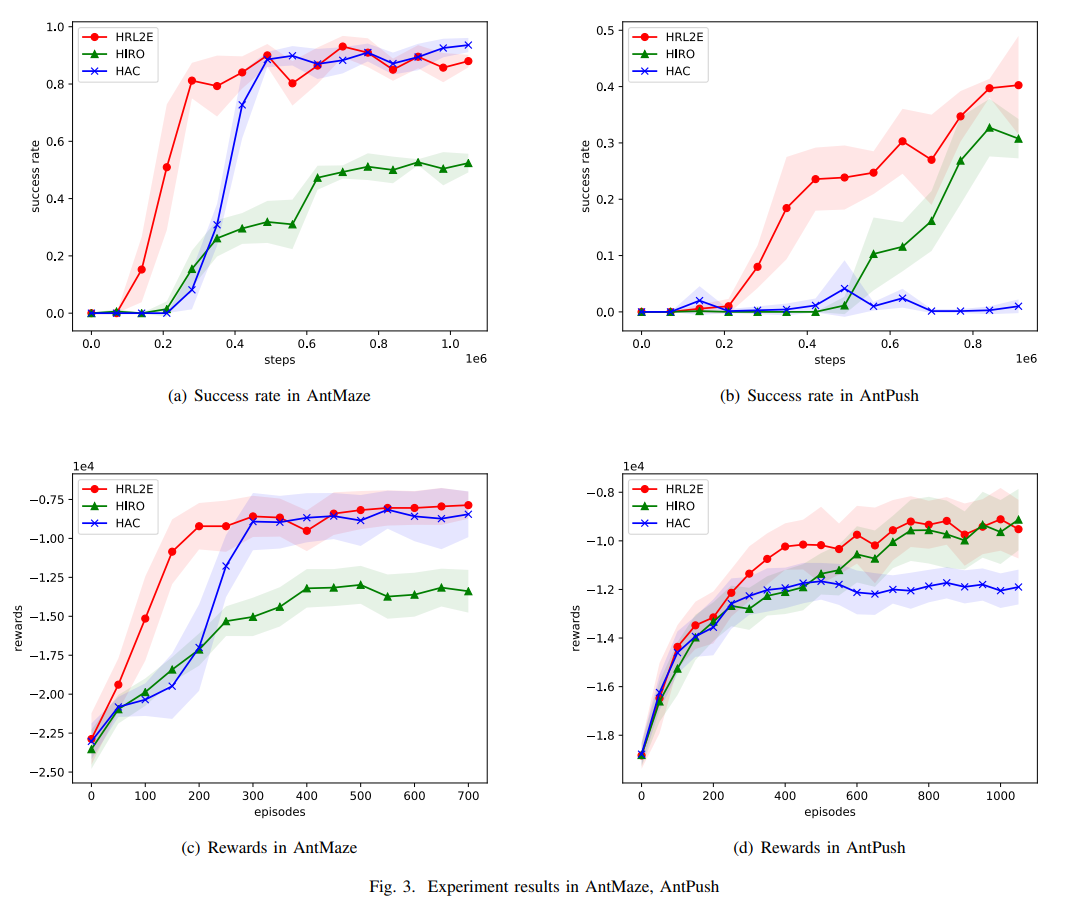 HRL2E
HIRO
HAC
1.0
0.8
0.6
0.4
0.2
0.0
success rate
0.0 0.2 0.4 0.6 0.8 1.0
steps
1e6
(a) Success rate in AntMaze
HRL2E
HIRO
HAC
0.5
0.4
0.3
0.2
0.1
0.0
success rate
0.0 0.2 0.4 0.6 0.8
steps
1e6
(b) Success rate in AntPush
1e4
HRL2E
HIRO
HAC
−0.75
−1.00
−1.25
−1.50
−1.75
−2.00
−2.25
−2.50
rewards
0 100 200 300 400 500 600 700
episodes
(c) Rewards in AntMaze
1e4
HRL2E
HIRO
HAC
−0.8
−1.0
−1.2
−1.4
−1.6
−1.8
rewards
0 200 400 600 800 1000
episodes
(d) Rewards in AntPush
Fig. 3. Experiment results in AntMaze, AntPush